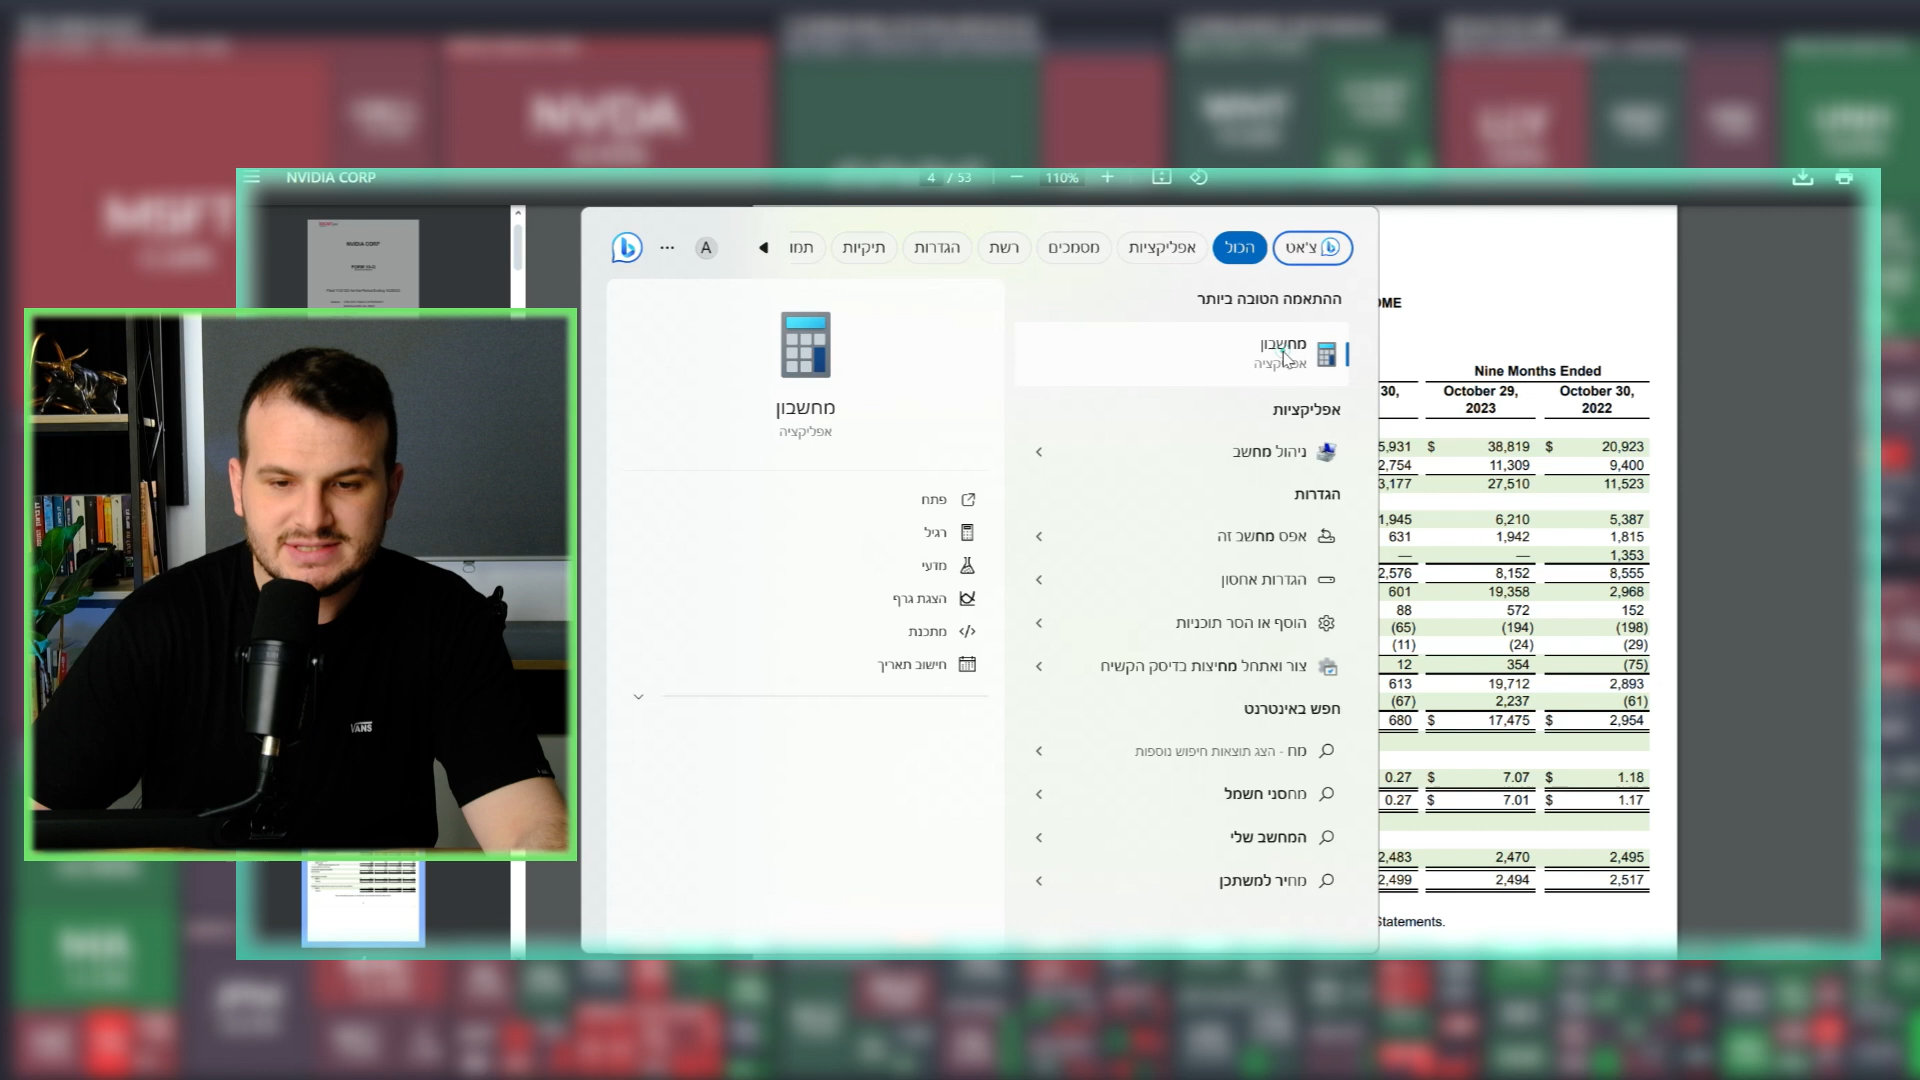 NVDA
MSFT
NVIDIA CORP
4 / 53
110%
NVIDIA CORP
צ'אט
הכול
אפליקציות
מסמכים
רשת
הגדרות
תיקיות
תמו
A
ההתאמה הטובה ביותר
מחשבון
אפליקציה
אפליקציות
ניהול מחשב
הגדרות
אפס מחשב זה
הגדרות אחסון
הוסף או הסר תוכניות
צור ואתחל מחיצות בדיסק הקשיח
חפש באינטרנט
מח - הצג תוצאות חיפוש נוספות
מחסני חשמל
המחשב שלי
מחיר למשתכן
מחשבון
אפליקציה
פתח
רגיל
מדעי
הצגת גרף
מתכנת
חישוב תאריך
OME
Nine Months Ended
30, October 29, October 30,
2023 2022
5,931 $ 38,819 $ 20,923
2,754 11,309 9,400
3,177 27,510 11,523
1,945 6,210 5,387
631 1,942 1,815
— — 1,353
2,576 8,152 8,555
601 19,358 2,968
88 572 152
(65) (194) (198)
(11) (24) (29)
12 354 (75)
613 19,712 2,893
(67) 2,237 (61)
680 $ 17,475 $ 2,954
0.27 $ 7.07 $ 1.18
0.27 $ 7.01 $ 1.17
2,483 2,470 2,495
2,499 2,494 2,517
Statements.
VANS